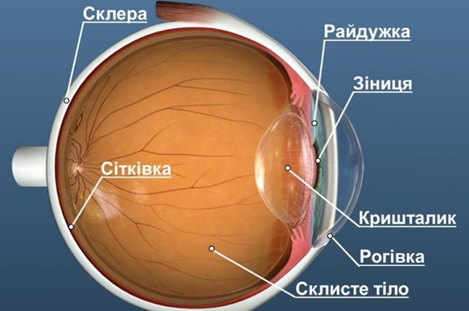 Склера
Райдужка
Зіниця
Сітківка
Кришталик
Рогівка
Склисте тіло